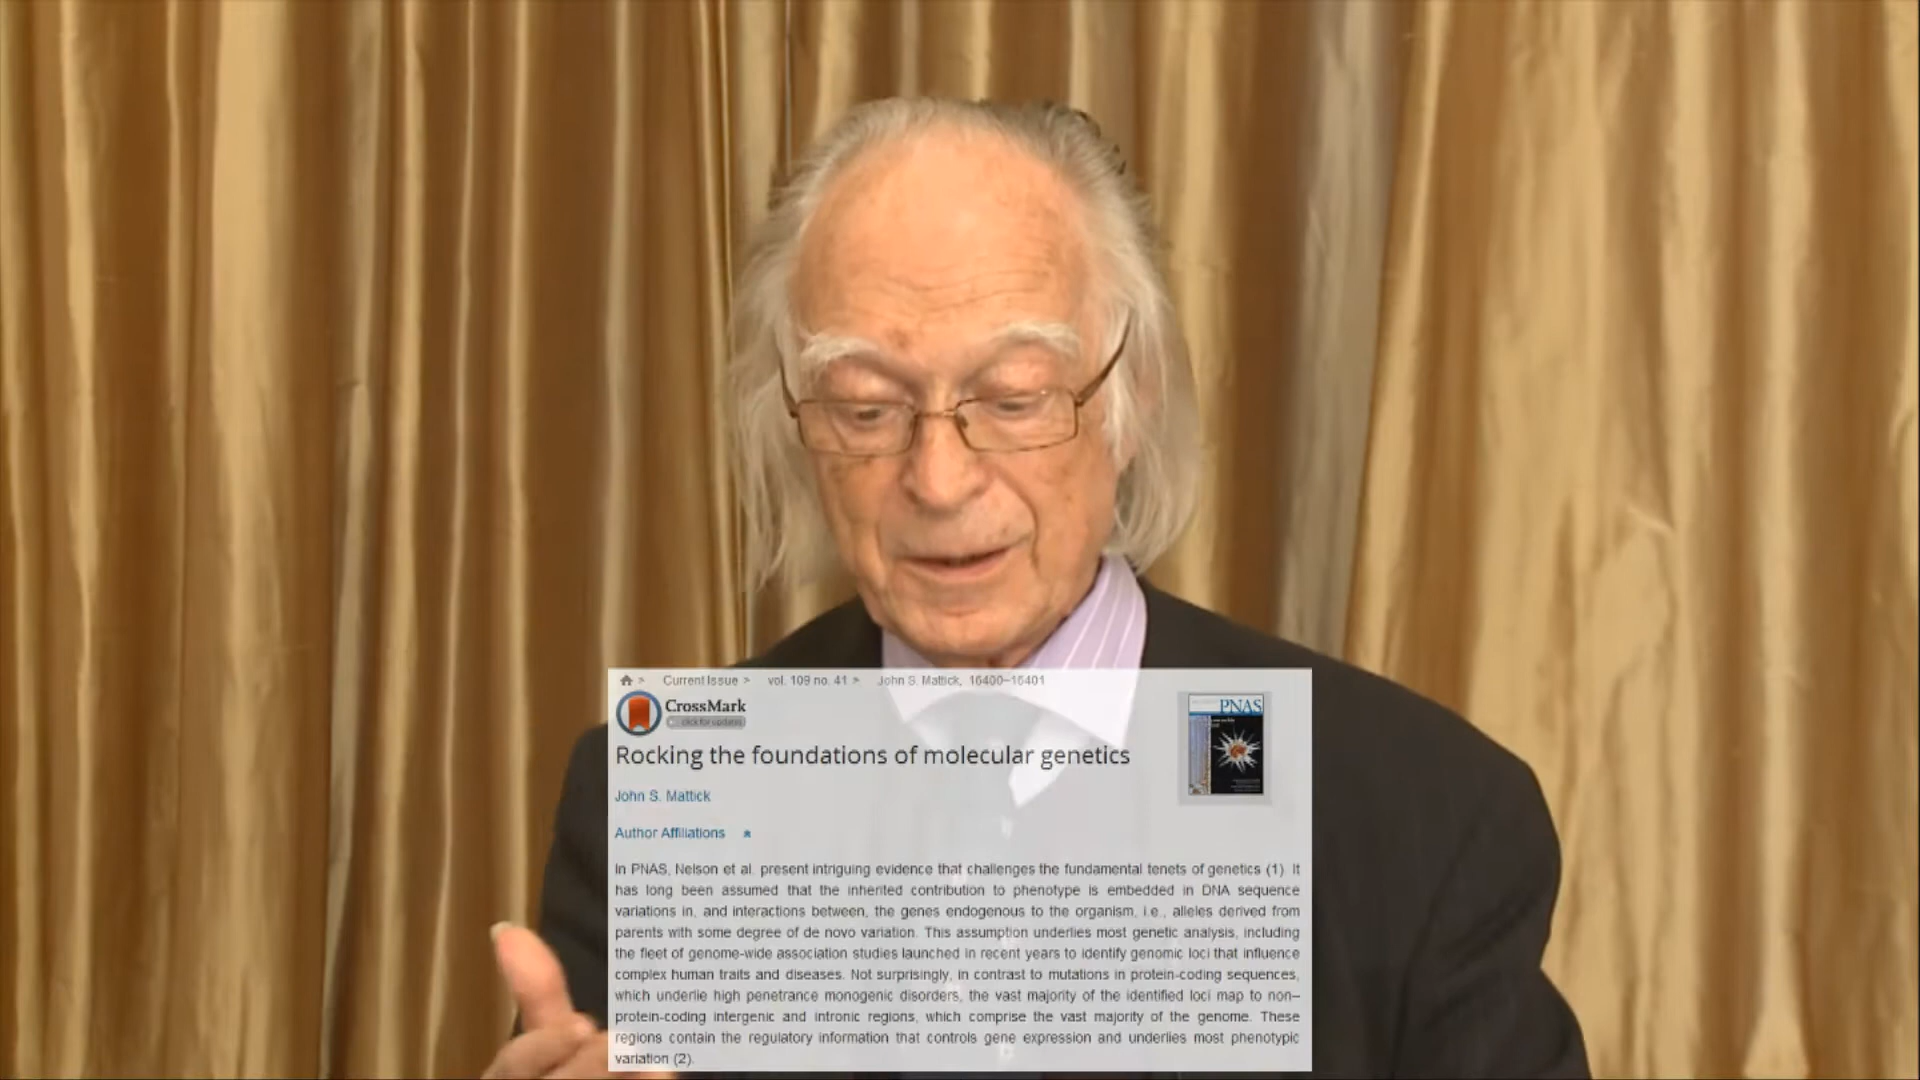 > Current Issue > vol. 109 no. 41 > John S. Mattick, 16400–16401
CrossMark
click for updates
PNAS
Rocking the foundations of molecular genetics
John S. Mattick
Author Affiliations
In PNAS, Nelson et al. present intriguing evidence that challenges the fundamental tenets of genetics (1). It
has long been assumed that the inherited contribution to phenotype is embedded in DNA sequence
variations in, and interactions between, the genes endogenous to the organism, i.e., alleles derived from
parents with some degree of de novo variation. This assumption underlies most genetic analysis, including
the fleet of genome-wide association studies launched in recent years to identify genomic loci that influence
complex human traits and diseases. Not surprisingly, in contrast to mutations in protein-coding sequences,
which underlie high penetrance monogenic disorders, the vast majority of the identified loci map to non–
protein-coding intergenic and intronic regions, which comprise the vast majority of the genome. These
regions contain the regulatory information that controls gene expression and underlies most phenotypic
variation (2).